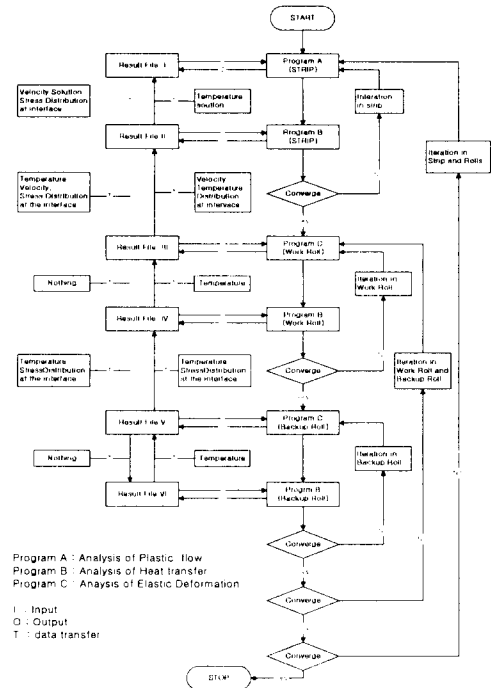 START
Result File I
Program A
(STRIP)
Velocity Solution
Stress Distribution
at interface
Temperature
solution
Interation
in strip
Result File II
Program B
(STRIP)
Iteration in
Strip and Rolls
Temperature
Velocity,
Stress Distribution
at the interface
Velocity
Temperature
Distribution
at intervace
Converge
Result File III
(Work Roll)
Nothing
Temperature
Iteration in
Work Roll
Result File IV
Program B
(Work Roll)
Temperature
StressDistribution
at the interface
Temperature
StressDistribution
at the interface
Converge
Iteration in
Work Roll and
Backup Roll
Result File V
Program C
(Backup Roll)
Nothing
Temperature
Iteration in
Backup Roll
Result File VI
Program B
(Backup Roll)
Converge
Converge
Converge
STOP
Program A : Analysis of Plastic flow
Program B : Analysis of Heat transfer
Program C : Anaysis of Elastic Deformation
I : Input
O : Output
T : data transfer